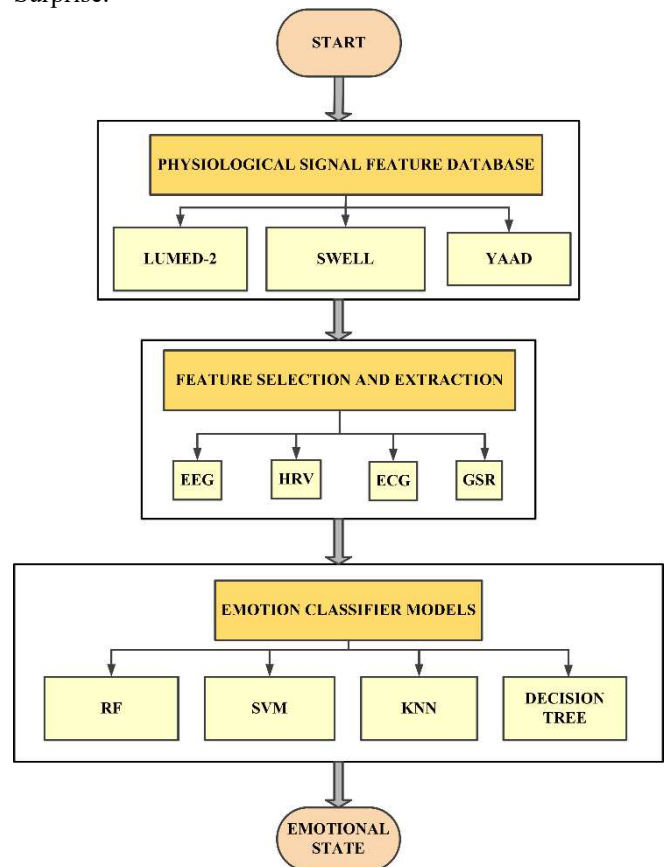 Surprise.
START
PHYSIOLOGICAL SIGNAL FEATURE DATABASE
LUMED-2
SWELL
YAAD
FEATURE SELECTION AND EXTRACTION
EEG
HRV
ECG
GSR
EMOTION CLASSIFIER MODELS
RF
SVM
KNN
DECISION
TREE
EMOTIONAL
STATE